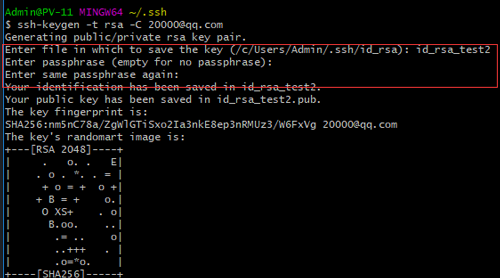 Admin@PV-11 MINGW64 ~/.ssh
$ ssh-keygen -t rsa -C 20000@qq.com
Generating public/private rsa key pair.
Enter file in which to save the key (/c/Users/Admin/.ssh/id_rsa): id_rsa_test2
Enter passphrase (empty for no passphrase):
Enter same passphrase again:
Your identification has been saved in id_rsa_test2.
Your public key has been saved in id_rsa_test2.pub.
The key fingerprint is:
SHA256:nm5nC78a/ZgWlGTiSxo2Ia3nkE8ep3nRMUz3/W6FxVg 20000@qq.com
The key's randomart image is:
+---[RSA 2048]----+
|     .   o. .   E|
|    . o . *. . = |
|     + o = +  o +|
|    + B = +    o.|
|     O XS+    . o|
|      B.oo.    ..|
|       .= ..    o|
|       ..+++   . |
|       .o=*o.    |
+----[SHA256]-----+